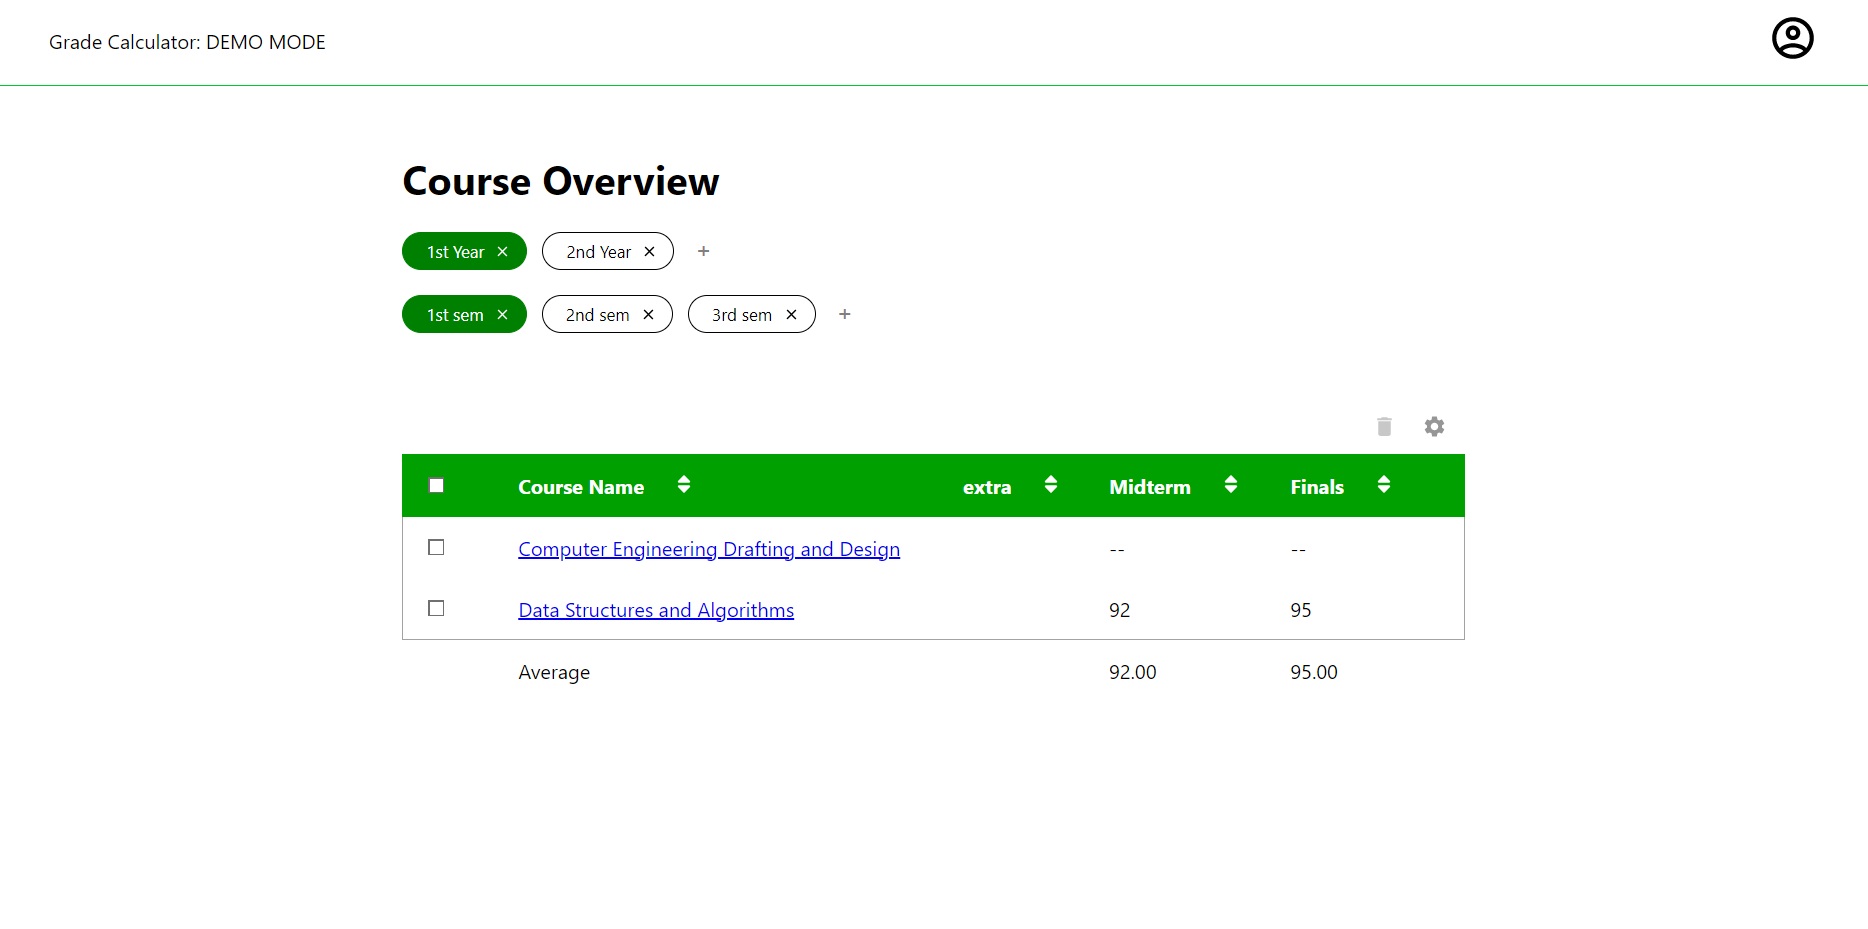 Grade Calculator: DEMO MODE
Course Overview
1st Year × 2nd Year × +
1st sem × 2nd sem × 3rd sem × +
Course Name extra Midterm Finals
Computer Engineering Drafting and Design -- --
Data Structures and Algorithms 92 95
Average 92.00 95.00